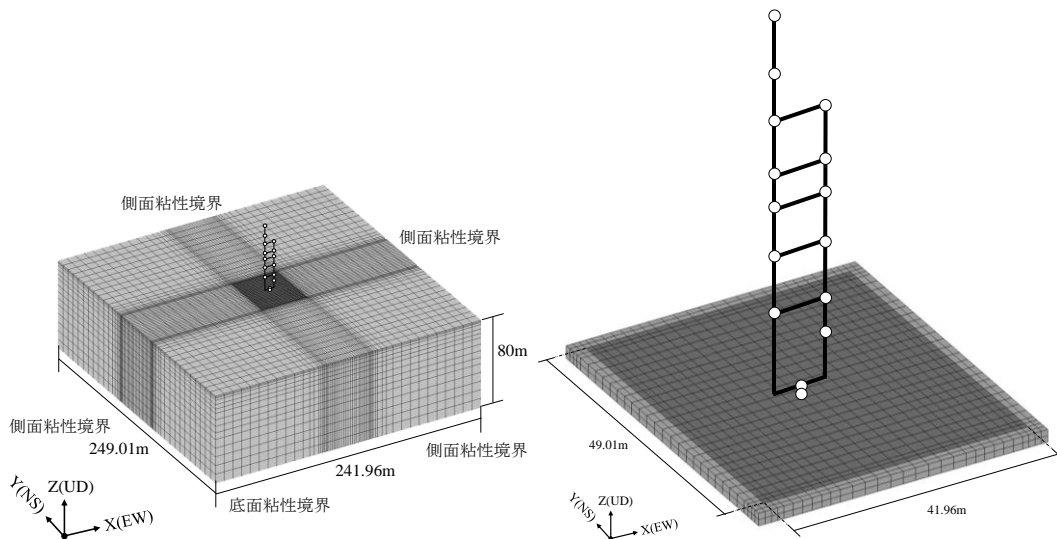 側面粘性境界
側面粘性境界
80m
側面粘性境界
249.01m
241.96m
側面粘性境界
底面粘性境界
Z(UD)
Y(NS)
X(EW)
49.01m
41.96m
Z(UD)
Y(NS)
X(EW)